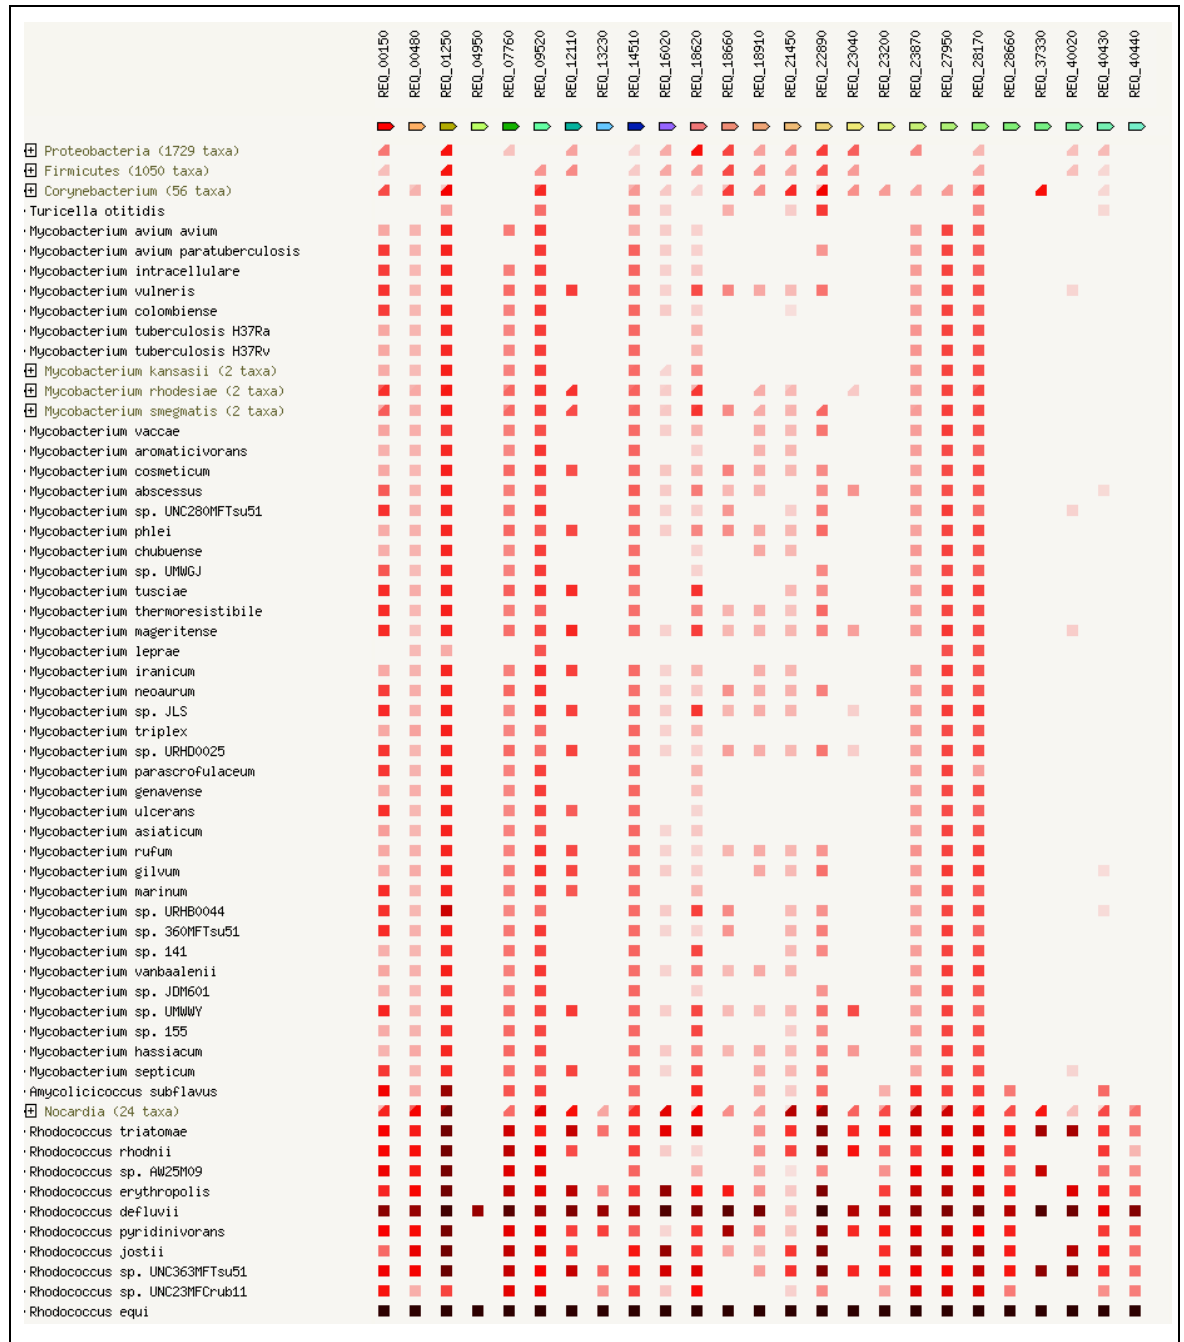 REQ_00150 REQ_00480 REQ_01250 REQ_04950 REQ_07760 REQ_09520 REQ_12110 REQ_13230 REQ_14510 REQ_16020 REQ_18620 REQ_18660 REQ_18910 REQ_21450 REQ_22890 REQ_23040 REQ_23200 REQ_23870 REQ_27950 REQ_28170 REQ_28660 REQ_37330 REQ_40020 REQ_40430 REQ_40440
Proteobacteria (1729 taxa)
Firmicutes (1050 taxa)
Corynebacterium (56 taxa)
Turicella otitidis
Mycobacterium avium avium
Mycobacterium avium paratuberculosis
Mycobacterium intracellulare
Mycobacterium vulneris
Mycobacterium colombiense
Mycobacterium tuberculosis H37Ra
Mycobacterium tuberculosis H37Rv
Mycobacterium kansasii (2 taxa)
Mycobacterium rhodesiae (2 taxa)
Mycobacterium smegmatis (2 taxa)
Mycobacterium vaccae
Mycobacterium aromaticivorans
Mycobacterium cosmeticum
Mycobacterium abscessus
Mycobacterium sp. UNC280MFTsu51
Mycobacterium phlei
Mycobacterium chubuense
Mycobacterium sp. UMWGJ
Mycobacterium tusciae
Mycobacterium thermoresistibile
Mycobacterium mageritense
Mycobacterium leprae
Mycobacterium iranicum
Mycobacterium neoaurum
Mycobacterium sp. JLS
Mycobacterium triplex
Mycobacterium sp. URHD0025
Mycobacterium parascrofulaceum
Mycobacterium genavense
Mycobacterium ulcerans
Mycobacterium asiaticum
Mycobacterium rufum
Mycobacterium gilvum
Mycobacterium marinum
Mycobacterium sp. URHB0044
Mycobacterium sp. 360MFTsu51
Mycobacterium sp. 141
Mycobacterium vanbaalenii
Mycobacterium sp. JDM601
Mycobacterium sp. UMWWY
Mycobacterium sp. 155
Mycobacterium hassiacum
Mycobacterium septicum
Amycolicicoccus subflavus
Nocardia (24 taxa)
Rhodococcus triatomae
Rhodococcus rhodnii
Rhodococcus sp. AW25M09
Rhodococcus erythropolis
Rhodococcus defluvii
Rhodococcus pyridinivorans
Rhodococcus jostii
Rhodococcus sp. UNC363MFTsu51
Rhodococcus sp. UNC23MFCrub11
Rhodococcus equi